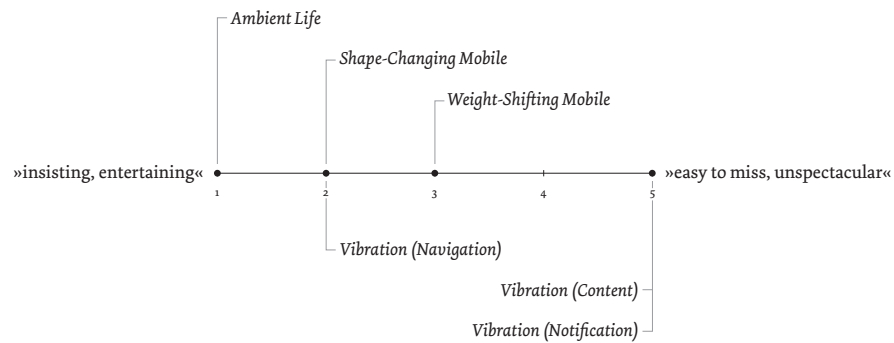 Ambient Life
Shape-Changing Mobile
Weight-Shifting Mobile
»insisting, entertaining« »easy to miss, unspectacular«
1 2 3 4 5
Vibration (Navigation)
Vibration (Content)
Vibration (Notification)